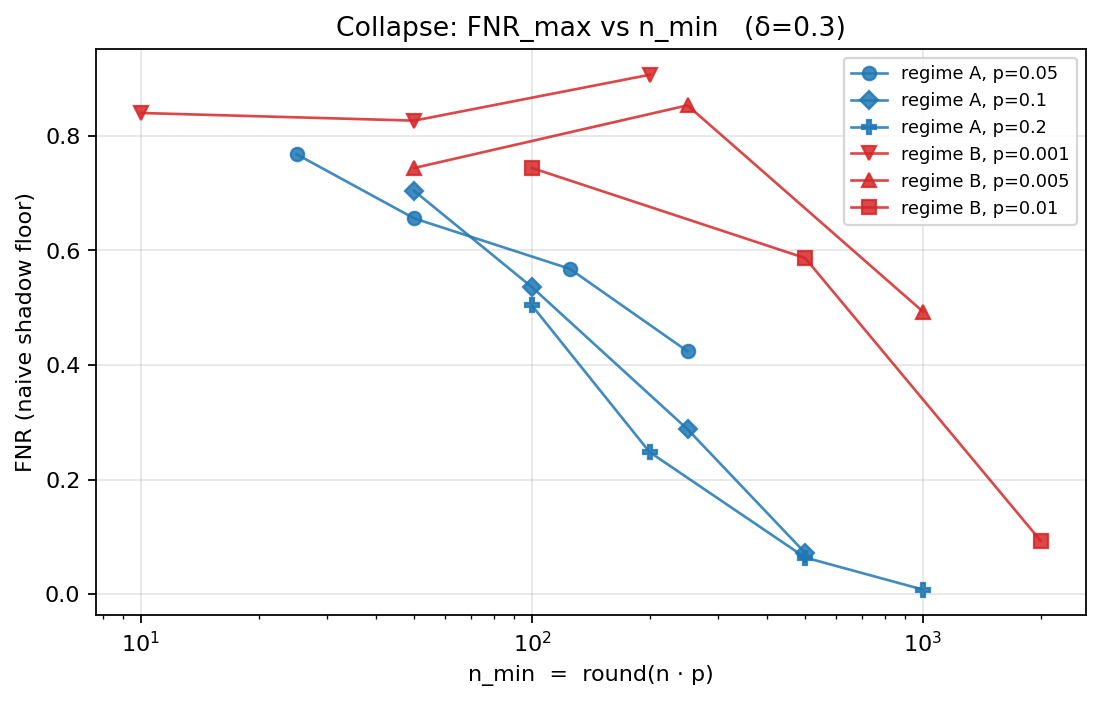 Collapse: FNR_max vs n_min (δ=0.3)
regime A, p=0.05
regime A, p=0.1
regime A, p=0.2
regime B, p=0.001
regime B, p=0.005
regime B, p=0.01
FNR (naive shadow floor)
0.8
0.6
0.4
0.2
0.0
10¹
10²
10³
n_min = round(n · p)